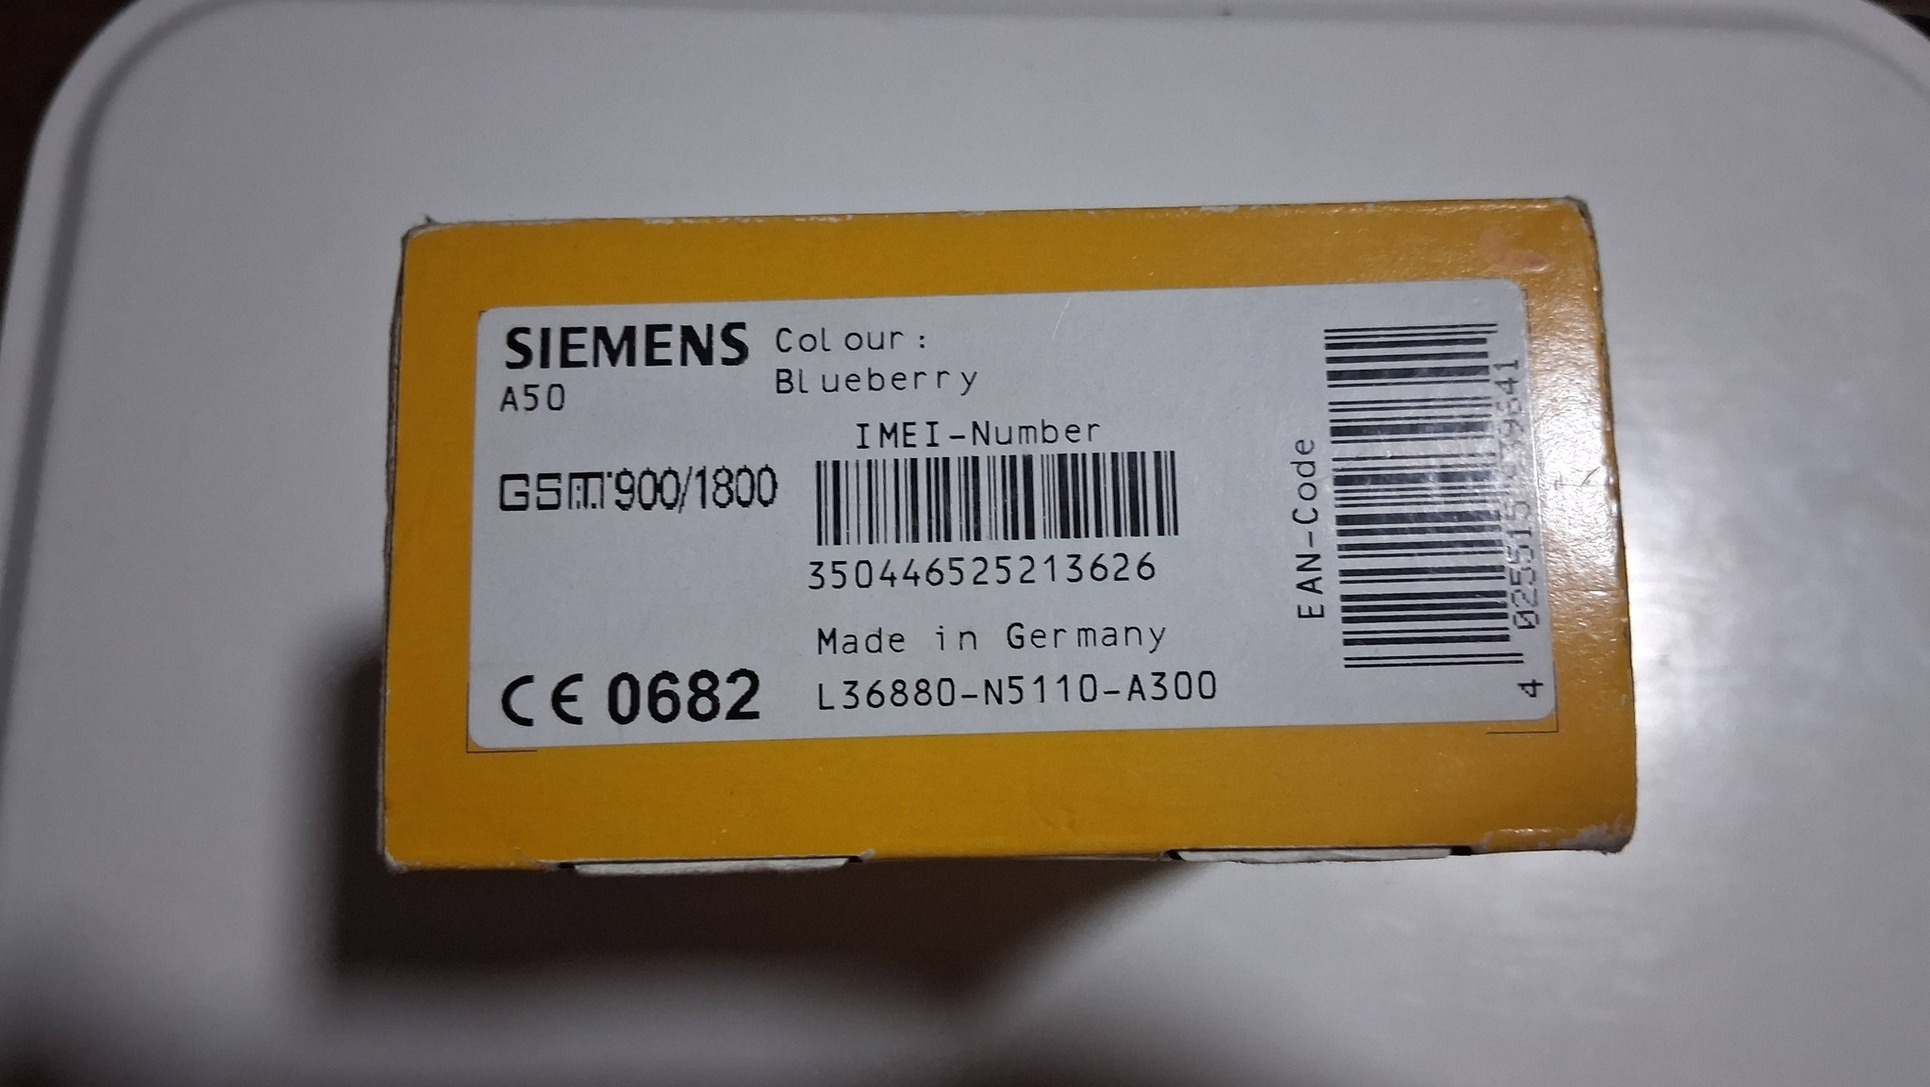 SIEMENS
A50
Colour:
Blueberry
GSM 900/1800
IMEI-Number
350446525213626
Made in Germany
L36880-N5110-A300
CE 0682
EAN-Code